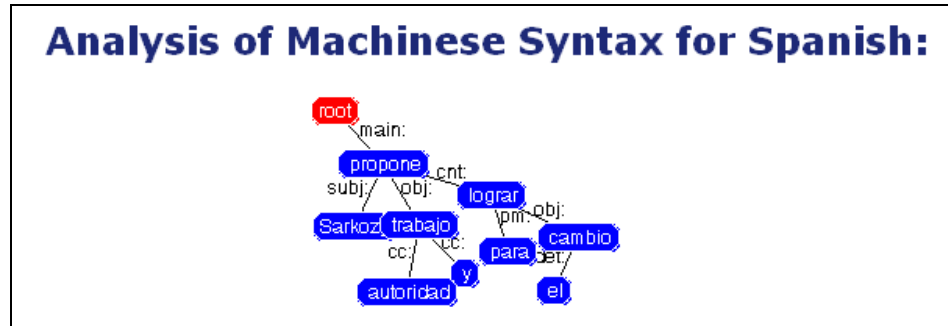 Analysis of Machinese Syntax for Spanish:
root
main:
propone
subj: obj: cnt:
lograr
Sarkoz trabajo pm: obj:
cambio
cc: cc: para det:
y
autoridad el